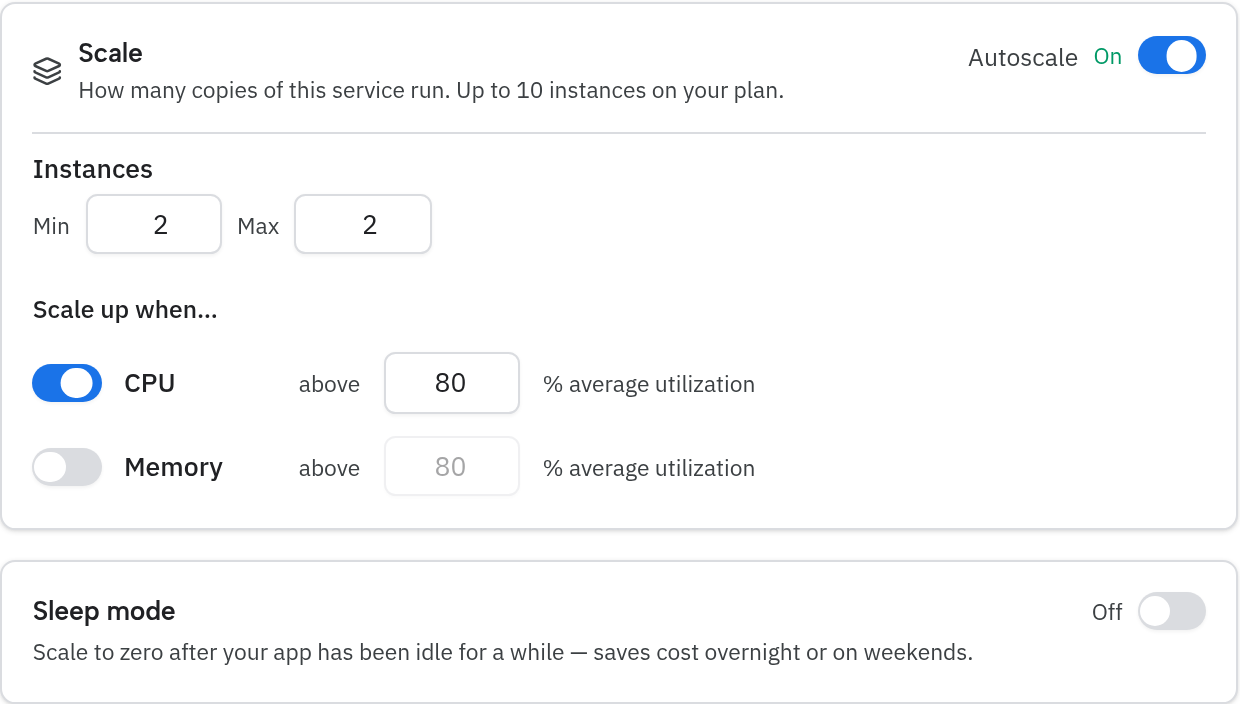 Scale
Autoscale On
How many copies of this service run. Up to 10 instances on your plan.
Instances
Min 2 Max 2
Scale up when...
CPU above 80 % average utilization
Memory above 80 % average utilization
Sleep mode
Off
Scale to zero after your app has been idle for a while — saves cost overnight or on weekends.